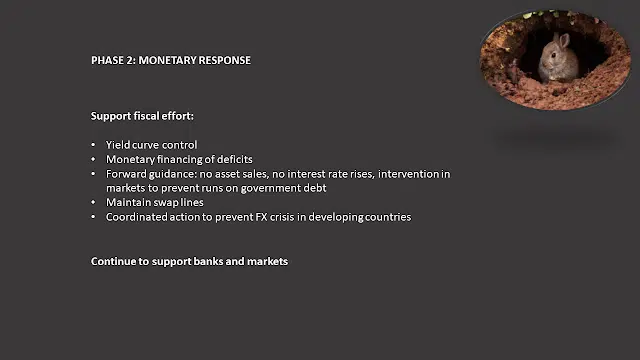 PHASE 2: MONETARY RESPONSE
Support fiscal effort:
• Yield curve control
• Monetary financing of deficits
• Forward guidance: no asset sales, no interest rate rises, intervention in
markets to prevent runs on government debt
• Maintain swap lines
• Coordinated action to prevent FX crisis in developing countries
Continue to support banks and markets